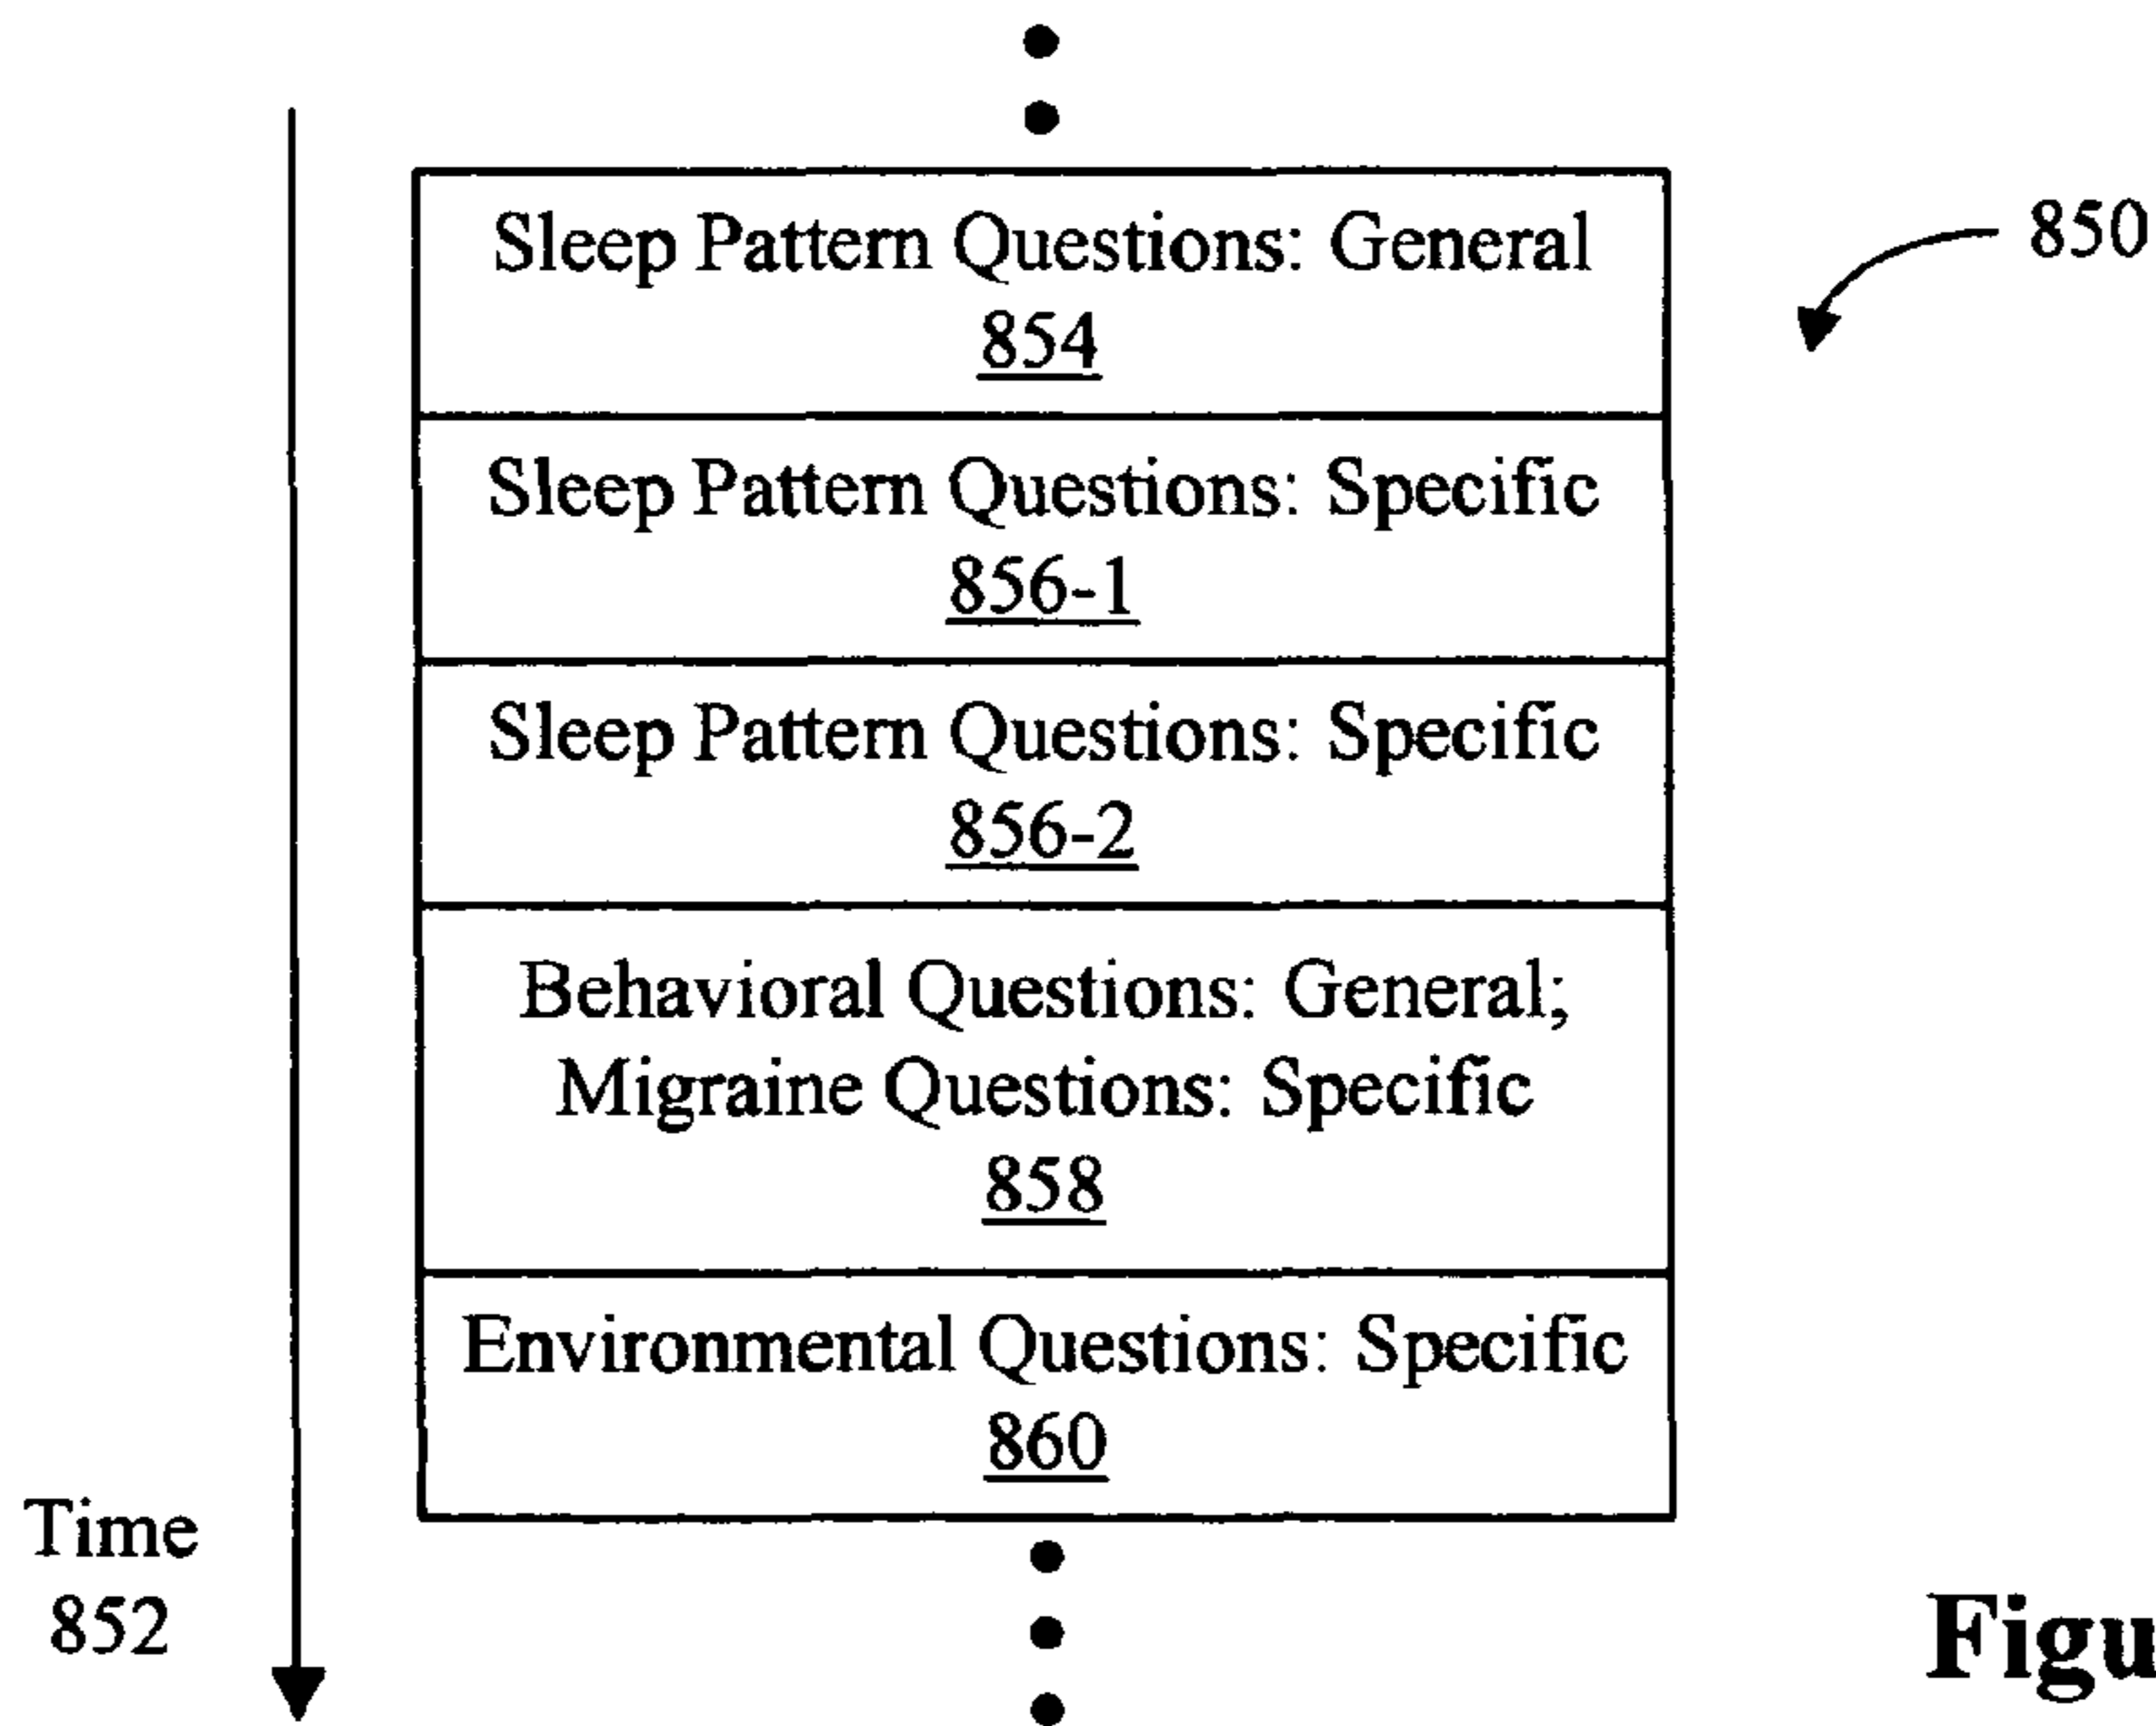 Sleep Pattern Questions: General
854
850
Sleep Pattern Questions: Specific
856-1
Sleep Pattern Questions: Specific
856-2
Behavioral Questions: General;
Migraine Questions: Specific
858
Environmental Questions: Specific
860
Time
852
Figu